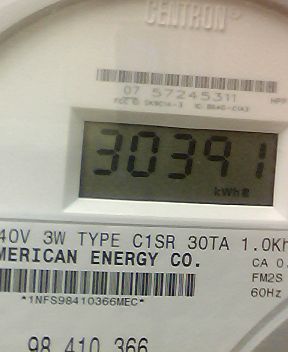 CENTRON®
07 57245311
30391
kWh
40V 3W TYPE C1SR 30TA 1.0Kh
MERICAN ENERGY CO.
CA 0.
FM2S
60Hz
*1NFS98410366MEC*
98 410 366